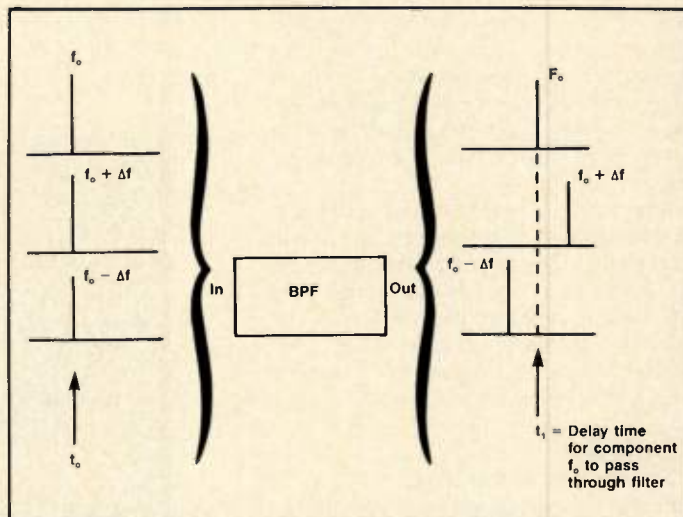 f₀
f₀ + Δf
f₀ − Δf
t₀
In
BPF
Out
F₀
f₀ + Δf
f₀ − Δf
t₁ = Delay time
for component
f₀ to pass
through filter